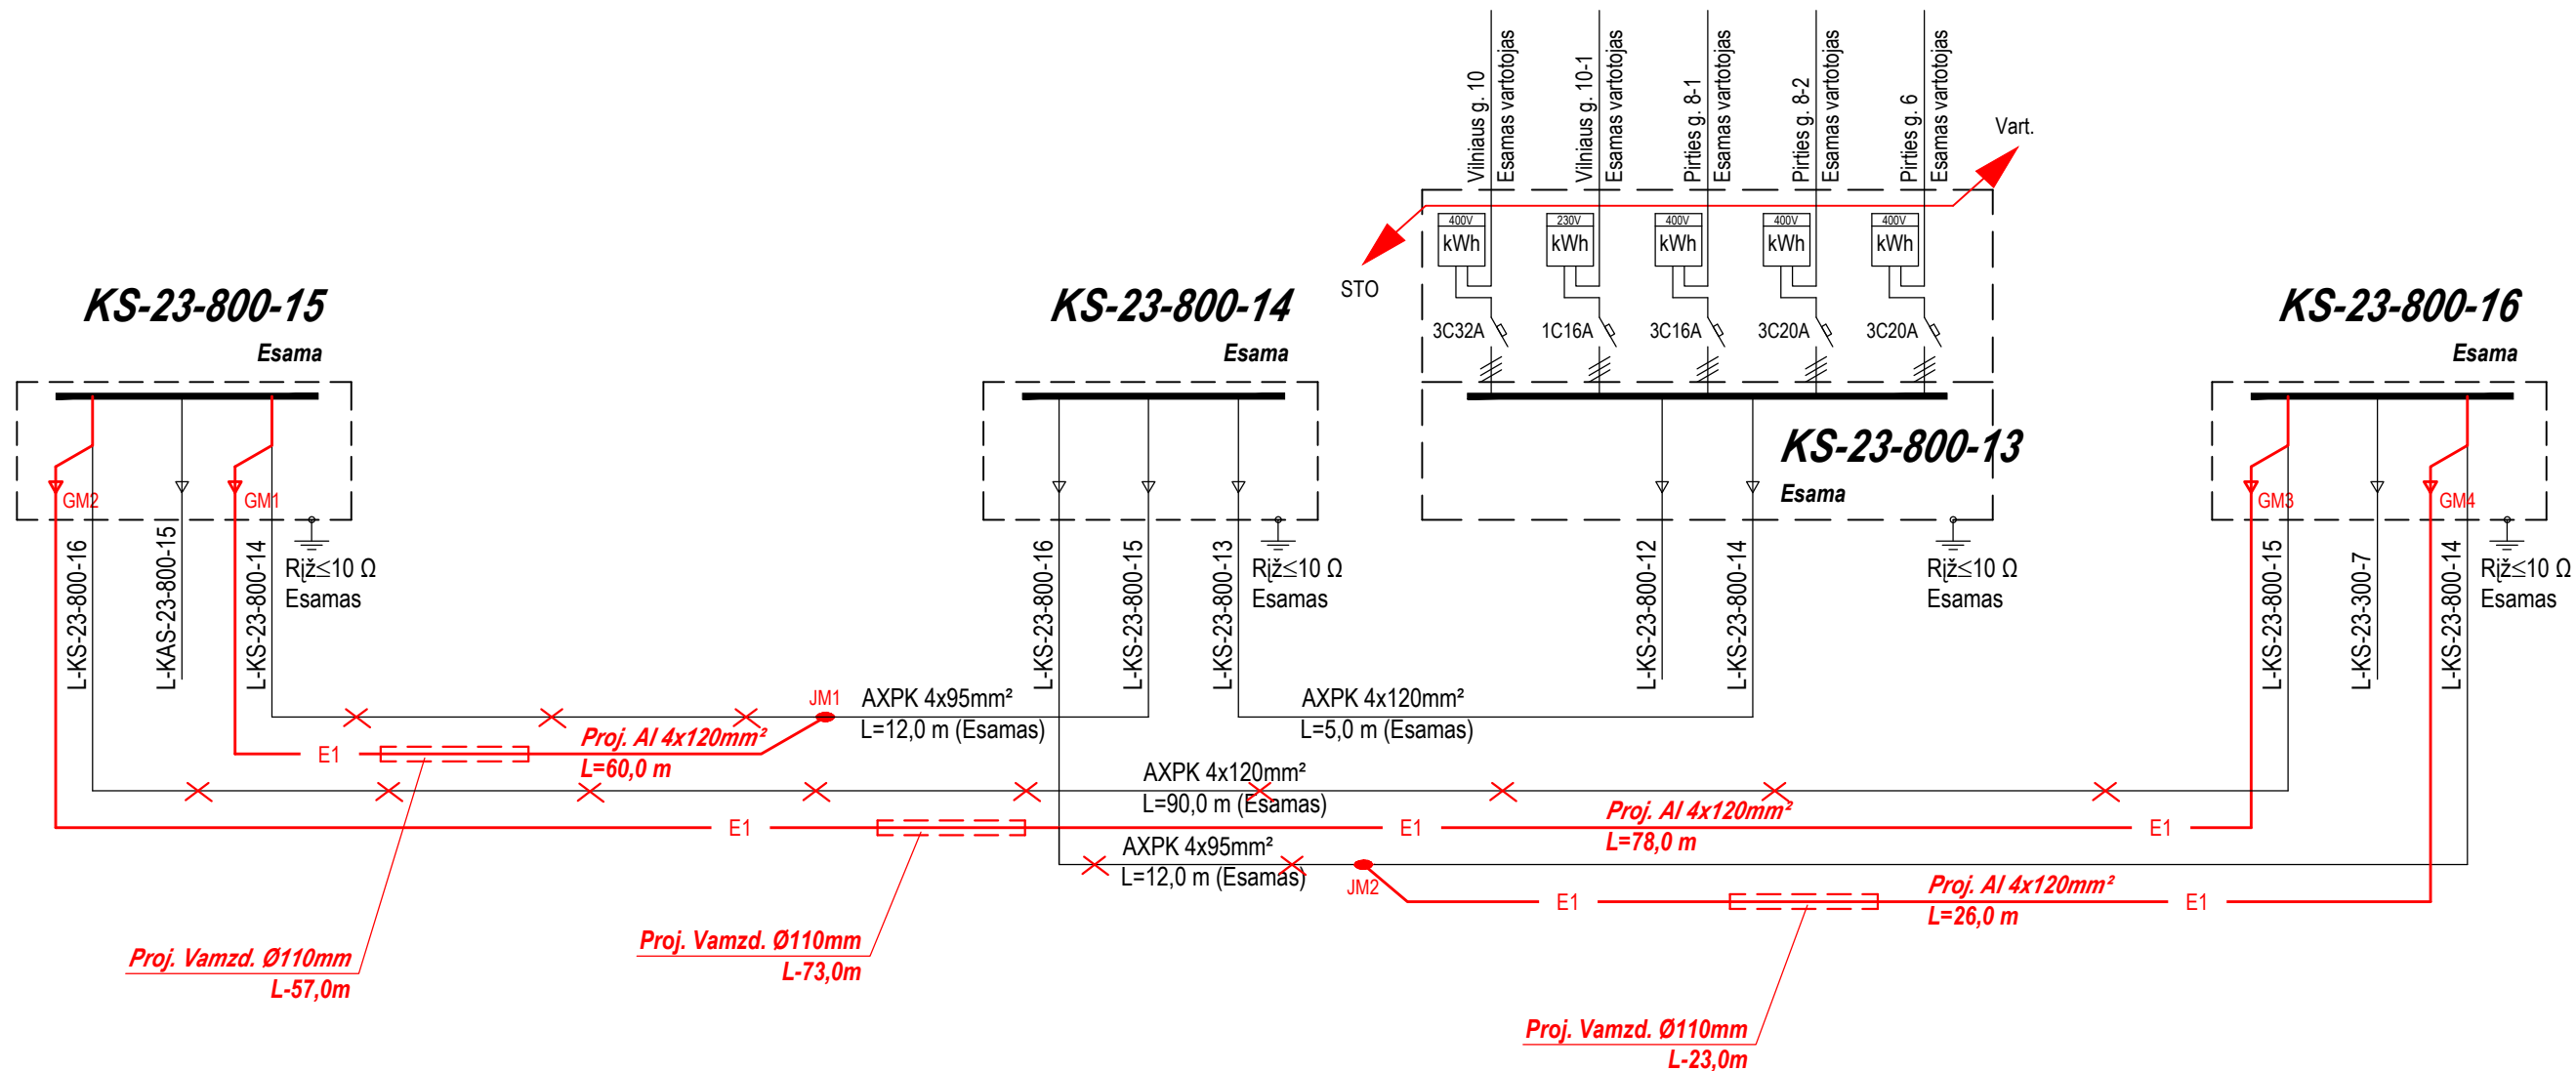 Vilniaus g. 10
Esamas vartotojas
Vilniaus g. 10-1
Esamas vartotojas
Pirties g. 8-1
Esamas vartotojas
Pirties g. 8-2
Esamas vartotojas
Pirties g. 6
Esamas vartotojas
Vart.
STO
400V
kWh
230V
kWh
400V
kWh
400V
kWh
400V
kWh
3C32A
1C16A
3C16A
3C20A
3C20A
KS-23-800-15
Esama
KS-23-800-14
Esama
KS-23-800-13
Esama
KS-23-800-16
Esama
GM2
GM1
GM3
GM4
L-KS-23-800-16
L-KAS-23-800-15
L-KS-23-800-14
Rįž≤10 Ω
Esamas
L-KS-23-800-16
L-KS-23-800-15
L-KS-23-800-13
Rįž≤10 Ω
Esamas
L-KS-23-800-12
L-KS-23-800-14
Rįž≤10 Ω
Esamas
L-KS-23-800-15
L-KS-23-300-7
L-KS-23-800-14
Rįž≤10 Ω
Esamas
JM1
AXPK 4x95mm²
L=12,0 m (Esamas)
AXPK 4x120mm²
L=5,0 m (Esamas)
E1
Proj. Al 4x120mm²
L=60,0 m
AXPK 4x120mm²
L=90,0 m (Esamas)
E1
E1
Proj. Al 4x120mm²
L=78,0 m
E1
AXPK 4x95mm²
L=12,0 m (Esamas)
JM2
E1
Proj. Al 4x120mm²
L=26,0 m
E1
Proj. Vamzd. Ø110mm
L-57,0m
Proj. Vamzd. Ø110mm
L-73,0m
Proj. Vamzd. Ø110mm
L-23,0m